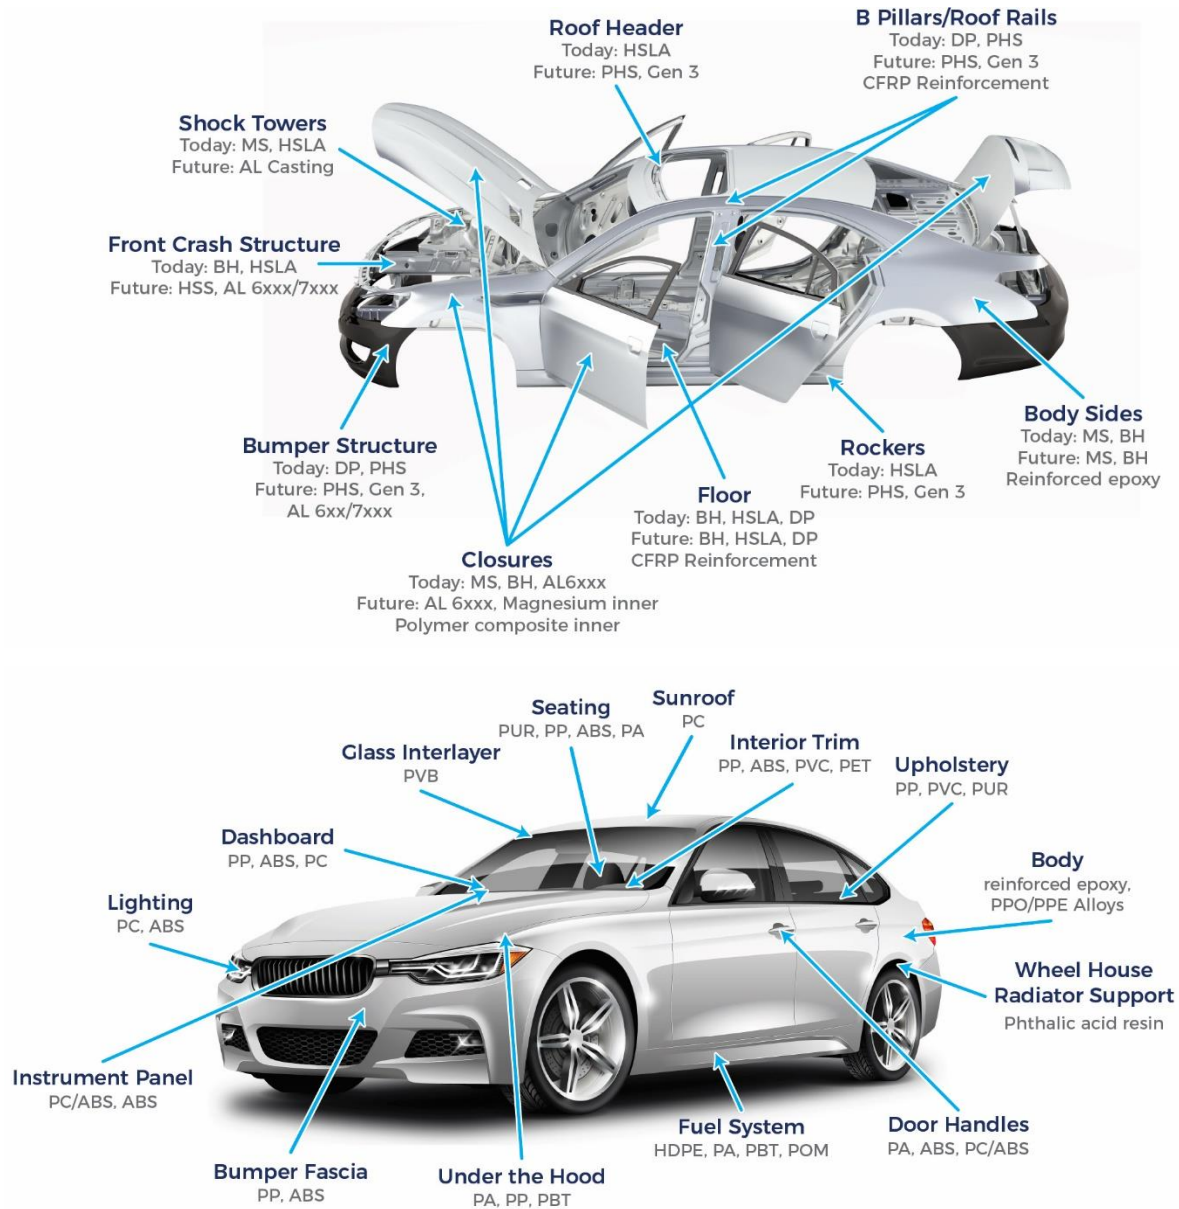 Roof Header
Today: HSLA
Future: PHS, Gen 3
B Pillars/Roof Rails
Today: DP, PHS
Future: PHS, Gen 3
CFRP Reinforcement
Shock Towers
Today: MS, HSLA
Future: AL Casting
Front Crash Structure
Today: BH, HSLA
Future: HSS, AL 6xxx/7xxx
Bumper Structure
Today: DP, PHS
Future: PHS, Gen 3,
AL 6xx/7xxx
Closures
Today: MS, BH, AL6xxx
Future: AL 6xxx, Magnesium inner
Polymer composite inner
Floor
Today: BH, HSLA, DP
Future: BH, HSLA, DP
CFRP Reinforcement
Rockers
Today: HSLA
Future: PHS, Gen 3
Body Sides
Today: MS, BH
Future: MS, BH
Reinforced epoxy
Sunroof
PC
Seating
PUR, PP, ABS, PA
Glass Interlayer
PVB
Interior Trim
PP, ABS, PVC, PET
Upholstery
PP, PVC, PUR
Dashboard
PP, ABS, PC
Lighting
PC, ABS
Body
reinforced epoxy,
PPO/PPE Alloys
Wheel House
Radiator Support
Phthalic acid resin
Instrument Panel
PC/ABS, ABS
Bumper Fascia
PP, ABS
Under the Hood
PA, PP, PBT
Fuel System
HDPE, PA, PBT, POM
Door Handles
PA, ABS, PC/ABS